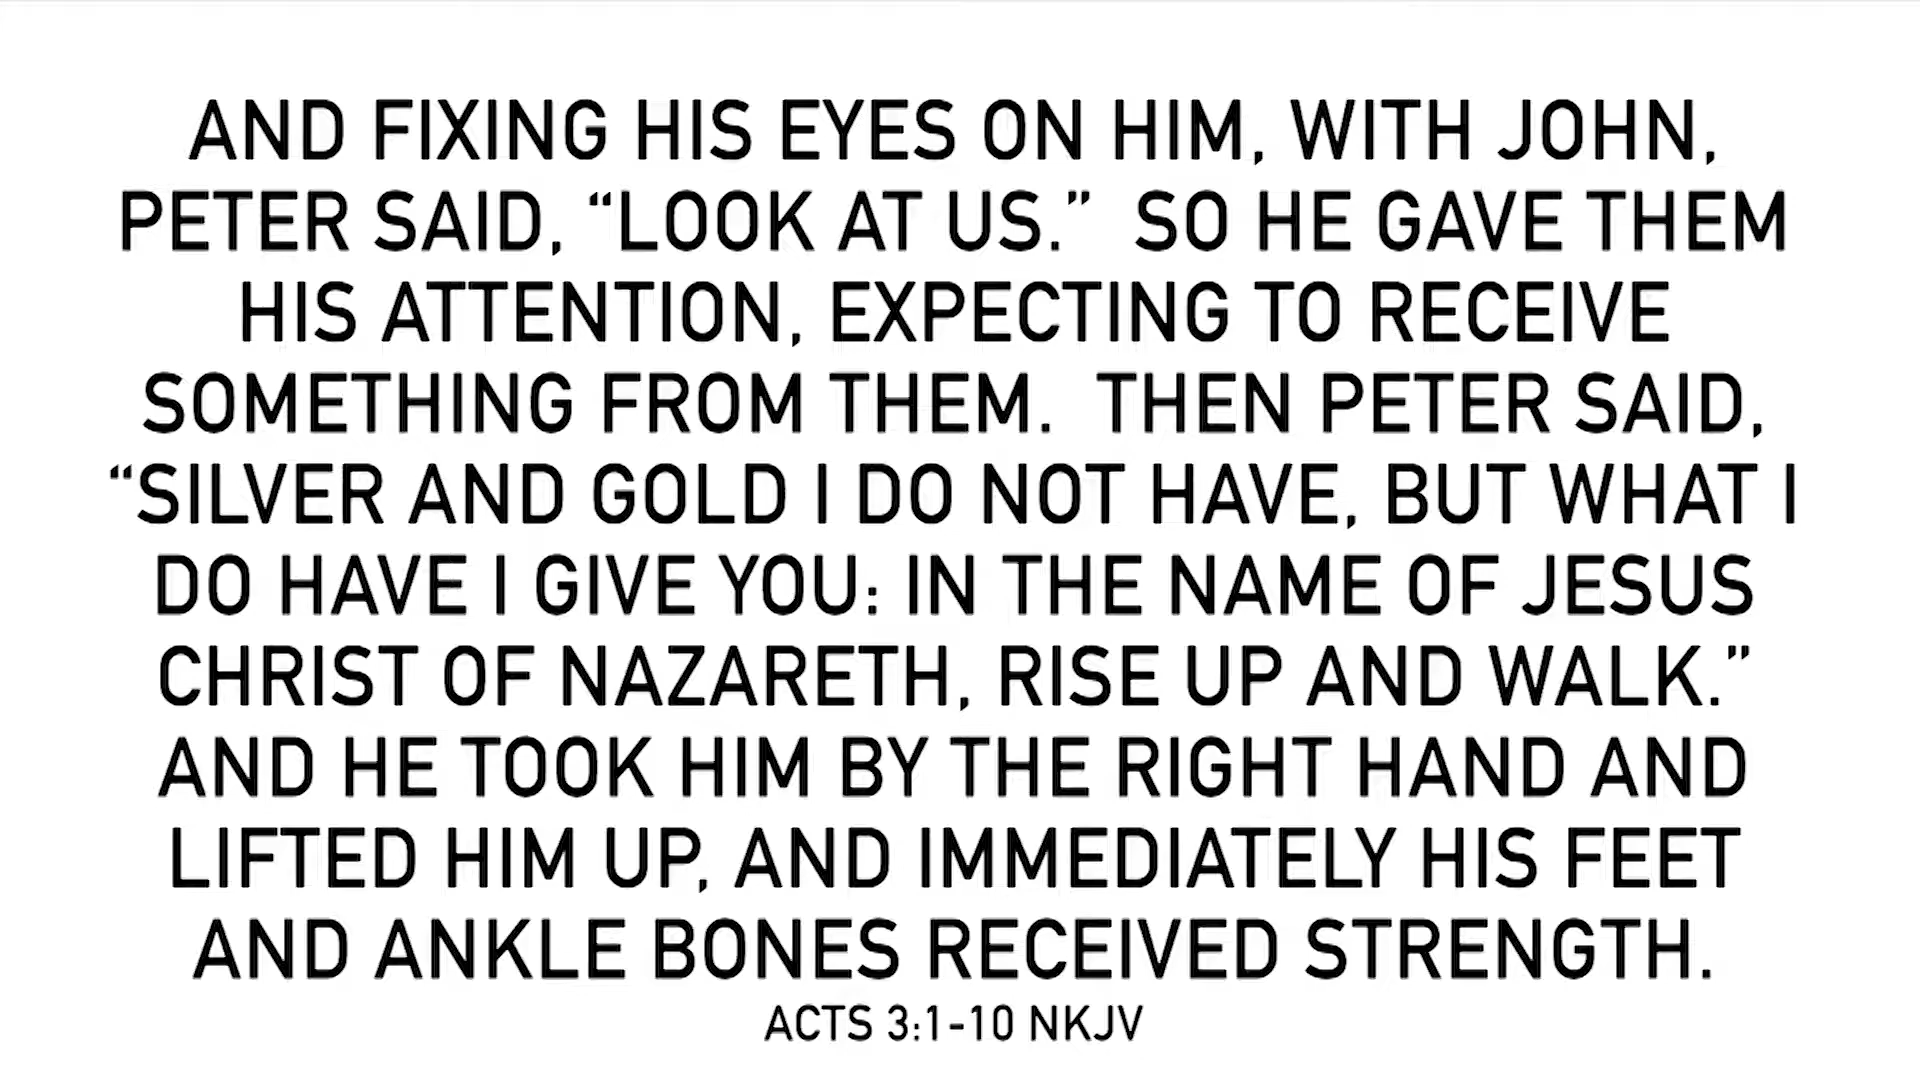 AND FIXING HIS EYES ON HIM, WITH JOHN,
PETER SAID, “LOOK AT US.”  SO HE GAVE THEM
HIS ATTENTION, EXPECTING TO RECEIVE
SOMETHING FROM THEM.  THEN PETER SAID,
“SILVER AND GOLD I DO NOT HAVE, BUT WHAT I
DO HAVE I GIVE YOU: IN THE NAME OF JESUS
CHRIST OF NAZARETH, RISE UP AND WALK.”
AND HE TOOK HIM BY THE RIGHT HAND AND
LIFTED HIM UP, AND IMMEDIATELY HIS FEET
AND ANKLE BONES RECEIVED STRENGTH.
ACTS 3:1-10 NKJV